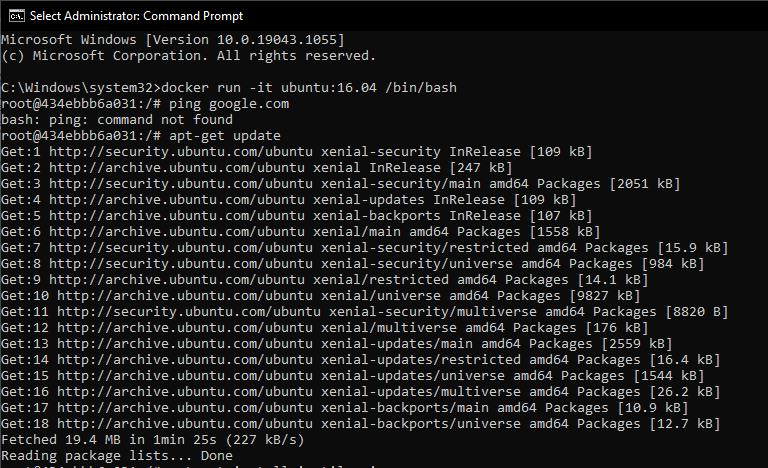 Select Administrator: Command Prompt
Microsoft Windows [Version 10.0.19043.1055]
(c) Microsoft Corporation. All rights reserved.
C:\Windows\system32>docker run -it ubuntu:16.04 /bin/bash
root@434ebbb6a031:/# ping google.com
bash: ping: command not found
root@434ebbb6a031:/# apt-get update
Get:1 http://security.ubuntu.com/ubuntu xenial-security InRelease [109 kB]
Get:2 http://archive.ubuntu.com/ubuntu xenial InRelease [247 kB]
Get:3 http://security.ubuntu.com/ubuntu xenial-security/main amd64 Packages [2051 kB]
Get:4 http://archive.ubuntu.com/ubuntu xenial-updates InRelease [109 kB]
Get:5 http://archive.ubuntu.com/ubuntu xenial-backports InRelease [107 kB]
Get:6 http://archive.ubuntu.com/ubuntu xenial/main amd64 Packages [1558 kB]
Get:7 http://security.ubuntu.com/ubuntu xenial-security/restricted amd64 Packages [15.9 kB]
Get:8 http://security.ubuntu.com/ubuntu xenial-security/universe amd64 Packages [984 kB]
Get:9 http://archive.ubuntu.com/ubuntu xenial/restricted amd64 Packages [14.1 kB]
Get:10 http://archive.ubuntu.com/ubuntu xenial/universe amd64 Packages [9827 kB]
Get:11 http://security.ubuntu.com/ubuntu xenial-security/multiverse amd64 Packages [8820 B]
Get:12 http://archive.ubuntu.com/ubuntu xenial/multiverse amd64 Packages [176 kB]
Get:13 http://archive.ubuntu.com/ubuntu xenial-updates/main amd64 Packages [2559 kB]
Get:14 http://archive.ubuntu.com/ubuntu xenial-updates/restricted amd64 Packages [16.4 kB]
Get:15 http://archive.ubuntu.com/ubuntu xenial-updates/universe amd64 Packages [1544 kB]
Get:16 http://archive.ubuntu.com/ubuntu xenial-updates/multiverse amd64 Packages [26.2 kB]
Get:17 http://archive.ubuntu.com/ubuntu xenial-backports/main amd64 Packages [10.9 kB]
Get:18 http://archive.ubuntu.com/ubuntu xenial-backports/universe amd64 Packages [12.7 kB]
Fetched 19.4 MB in 1min 25s (227 kB/s)
Reading package lists... Done